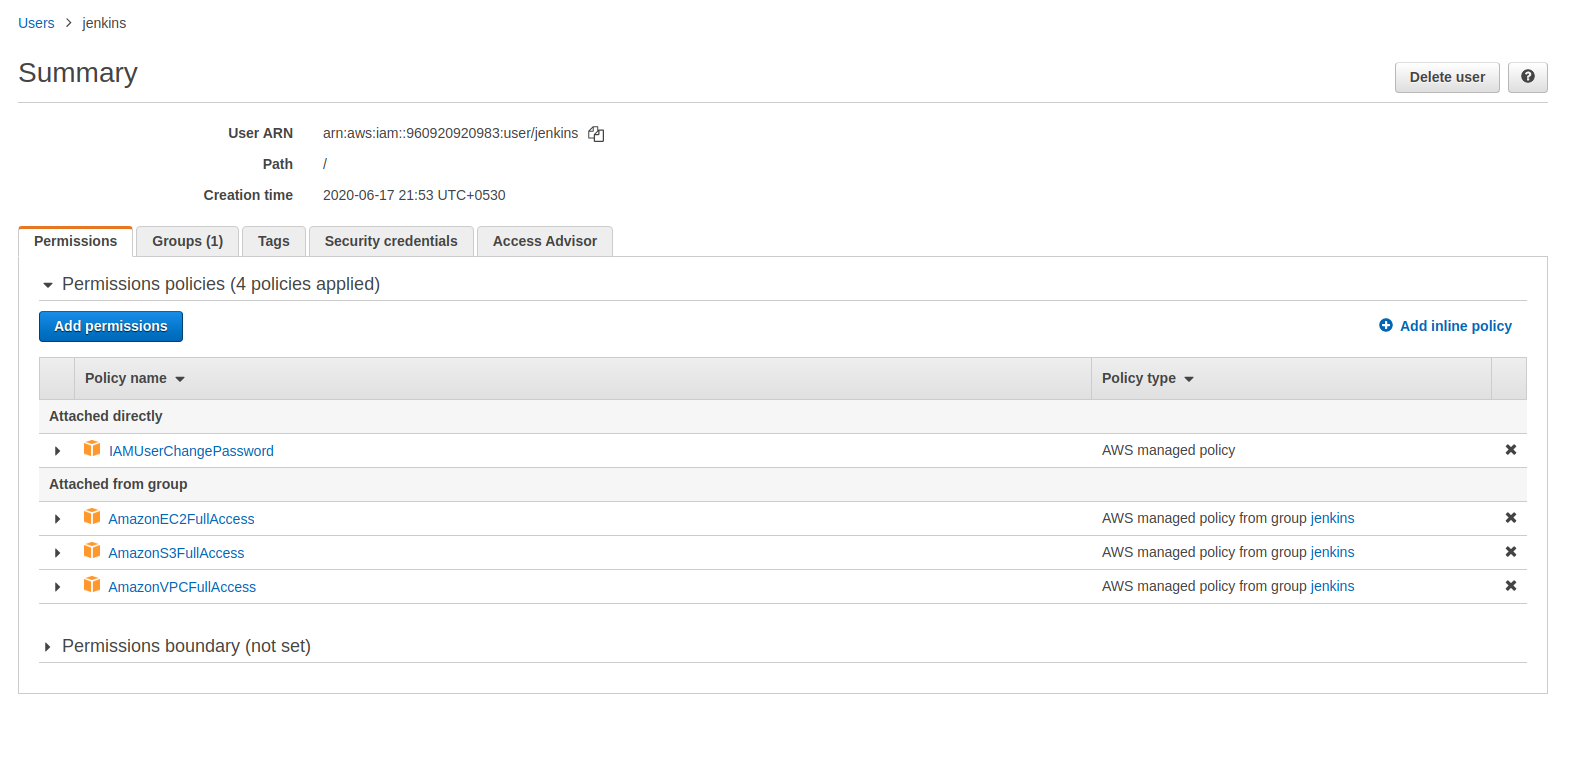 Users > jenkins
Summary
Delete user
User ARN arn:aws:iam::960920920983:user/jenkins
Path /
Creation time 2020-06-17 21:53 UTC+0530
Permissions Groups (1) Tags Security credentials Access Advisor
Permissions policies (4 policies applied)
Add permissions Add inline policy
Policy name Policy type
Attached directly
IAMUserChangePassword AWS managed policy
Attached from group
AmazonEC2FullAccess AWS managed policy from group jenkins
AmazonS3FullAccess AWS managed policy from group jenkins
AmazonVPCFullAccess AWS managed policy from group jenkins
Permissions boundary (not set)